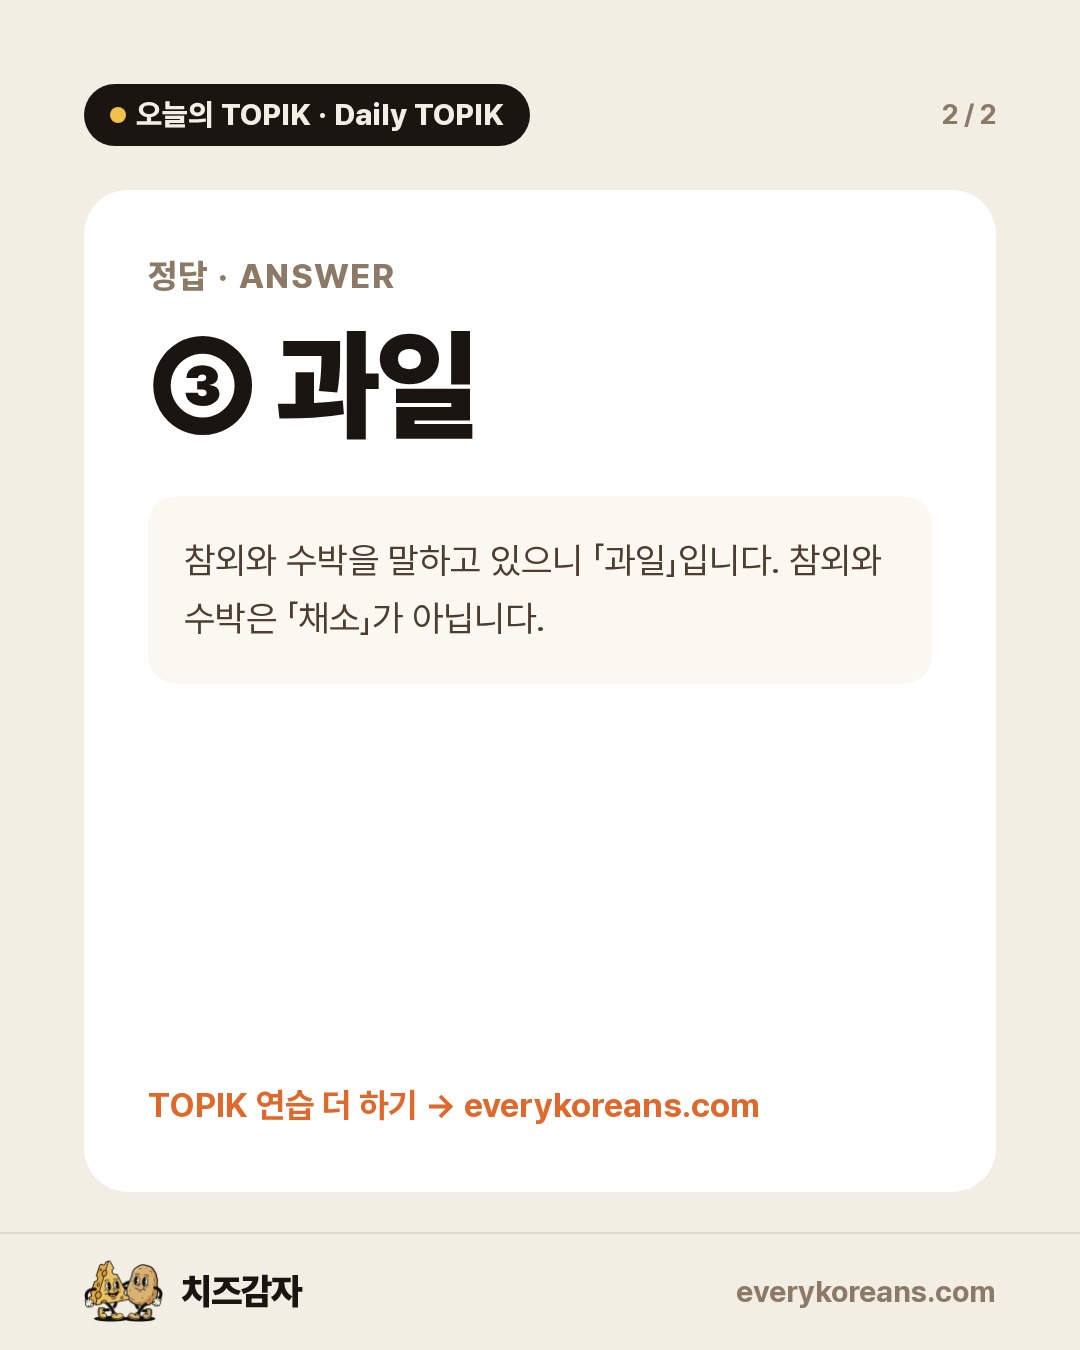 오늘의 TOPIK · Daily TOPIK
2 / 2
정답 · ANSWER
③ 과일
참외와 수박을 말하고 있으니 「과일」입니다. 참외와
수박은 「채소」가 아닙니다.
TOPIK 연습 더 하기 → everykoreans.com
치즈감자
everykoreans.com